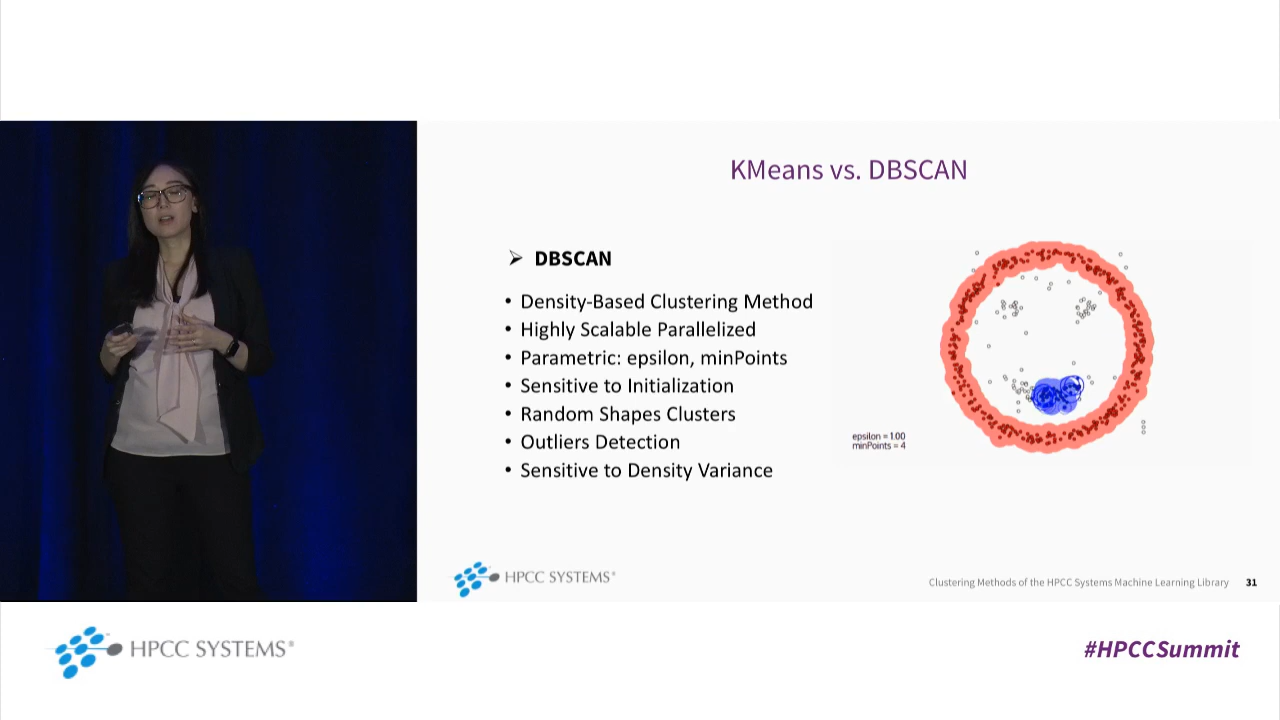 KMeans vs. DBSCAN
➢ DBSCAN
• Density-Based Clustering Method
• Highly Scalable Parallelized
• Parametric: epsilon, minPoints
• Sensitive to Initialization
• Random Shapes Clusters
• Outliers Detection
• Sensitive to Density Variance
epsilon = 1.00
minPoints = 4
HPCC SYSTEMS®
Clustering Methods of the HPCC Systems Machine Learning Library 31
HPCC SYSTEMS®
#HPCCSummit